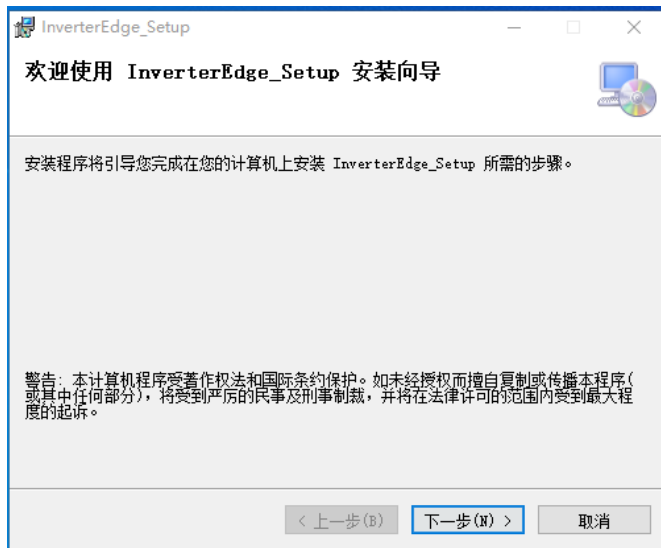 InverterEdge_Setup
欢迎使用 InverterEdge_Setup 安装向导
安装程序将引导您完成在您的计算机上安装 InverterEdge_Setup 所需的步骤。
警告: 本计算机程序受著作权法和国际条约保护。如未经授权而擅自复制或传播本程序(
或其中任何部分)，将受到严厉的民事及刑事制裁，并将在法律许可的范围内受到最大程
度的起诉。
< 上一步(B) 下一步(N) > 取消